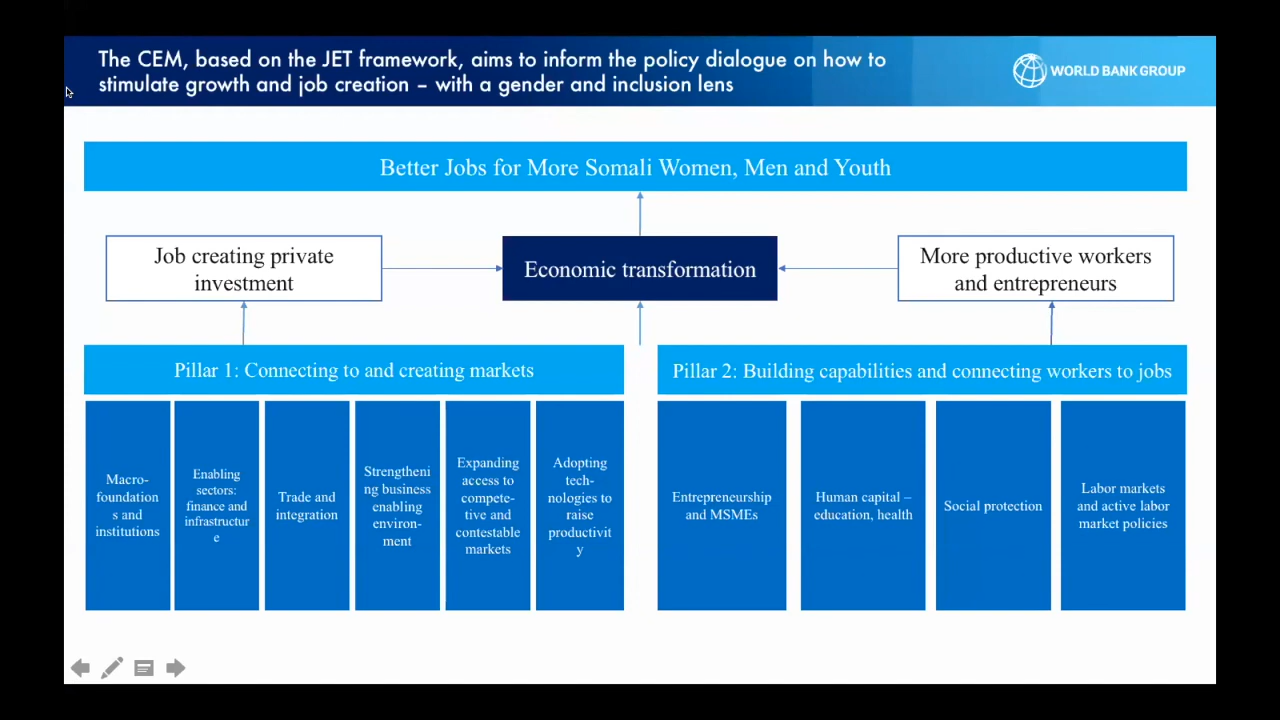 The CEM, based on the JET framework, aims to inform the policy dialogue on how to
stimulate growth and job creation – with a gender and inclusion lens
WORLD BANK GROUP
Better Jobs for More Somali Women, Men and Youth
Job creating private
investment
Economic transformation
More productive workers
and entrepreneurs
Pillar 1: Connecting to and creating markets
Pillar 2: Building capabilities and connecting workers to jobs
Macro-
foundation
s and
institutions
Enabling
sectors:
finance and
infrastructur
e
Trade and
integration
Strengtheni
ng business
enabling
environ-
ment
Expanding
access to
compete-
tive and
contestable
markets
Adopting
tech-
nologies to
raise
productivit
y
Entrepreneurship
and MSMEs
Human capital –
education, health
Social protection
Labor markets
and active labor
market policies